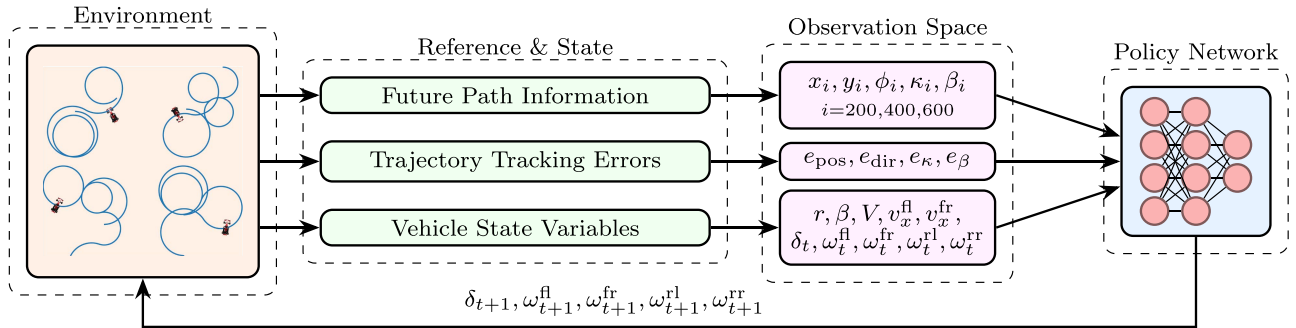 Environment
Reference & State
Observation Space
Policy Network
Future Path Information
Trajectory Tracking Errors
Vehicle State Variables
x_i, y_i, ϕ_i, κ_i, β_i
i=200,400,600
e_pos, e_dir, e_κ, e_β
r, β, V, v_x^fl, v_x^fr,
δ_t, ω_t^fl, ω_t^fr, ω_t^rl, ω_t^rr
δ_{t+1}, ω_{t+1}^fl, ω_{t+1}^fr, ω_{t+1}^rl, ω_{t+1}^rr